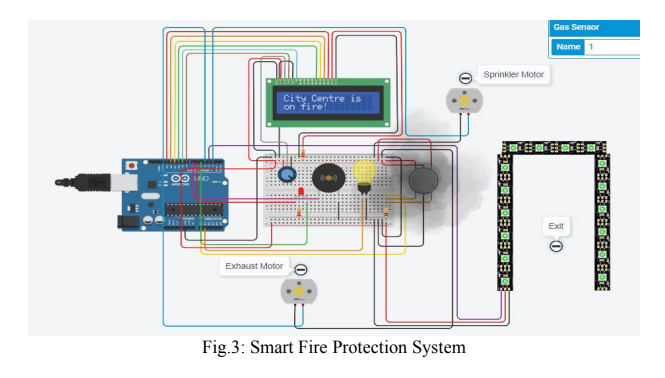 Gas Sensor
Name 1
Sprinkler Motor
City Centre is
on fire!
UNO
Exit
Exhaust Motor
Fig.3: Smart Fire Protection System